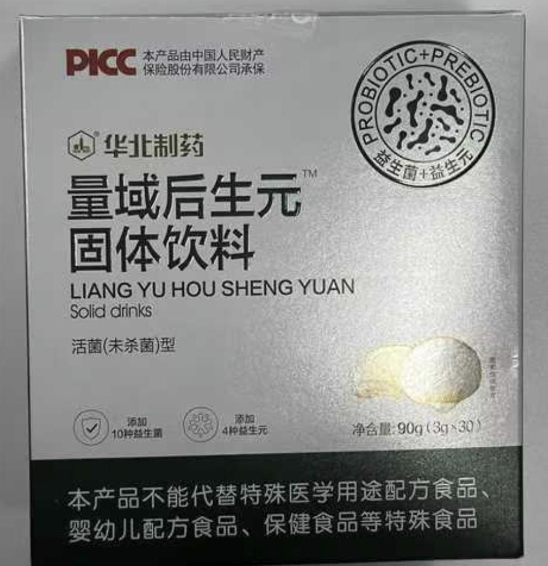 PICC 本产品由中国人民财产
保险股份有限公司承保
PROBIOTIC+PREBIOTIC
益生菌+益生元
华北制药
量域后生元™
固体饮料
LIANG YU HOU SHENG YUAN
Solid drinks
活菌(未杀菌)型
添加
10种益生菌
添加
4种益生元
净含量:90g(3g×30)
本产品不能代替特殊医学用途配方食品、
婴幼儿配方食品、保健食品等特殊食品